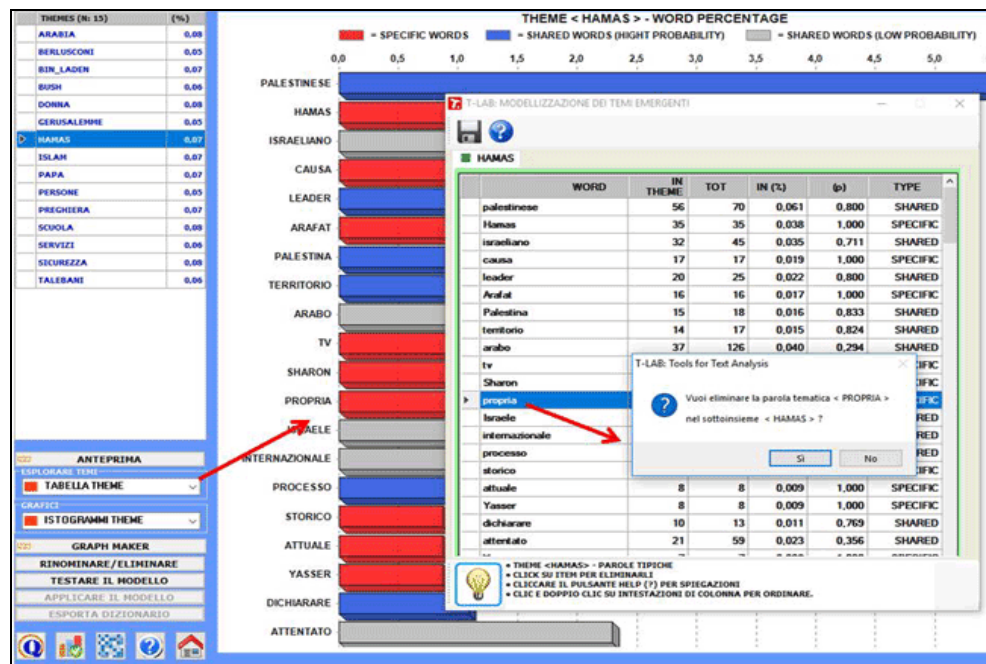 THEMES (N: 15) (%)
ARABIA 0,08
BERLUSCONI 0,05
BIN_LADEN 0,07
BUSH 0,06
DONNA 0,08
GERUSALEMME 0,05
HAMAS 0,07
ISLAM 0,07
PAPA 0,07
PERSONE 0,05
PREGHIERA 0,07
SCUOLA 0,08
SERVIZI 0,06
SICUREZZA 0,08
TALEBANI 0,06
ANTEPRIMA
ESPLORARE TEMI
TABELLA THEME
GRAFICI
ISTOGRAMMI THEME
GRAPH MAKER
RINOMINARE/ELIMINARE
TESTARE IL MODELLO
APPLICARE IL MODELLO
ESPORTA DIZIONARIO
THEME < HAMAS > - WORD PERCENTAGE
= SPECIFIC WORDS = SHARED WORDS (HIGHT PROBABILITY) = SHARED WORDS (LOW PROBABILITY)
0,0 0,5 1,0 1,5 2,0 2,5 3,0 3,5 4,0 4,5 5,0
PALESTINESE
HAMAS
ISRAELIANO
CAUSA
LEADER
ARAFAT
PALESTINA
TERRITORIO
ARABO
TV
SHARON
PROPRIA
ISRAELE
INTERNAZIONALE
PROCESSO
STORICO
ATTUALE
YASSER
DICHIARARE
ATTENTATO
T-LAB: MODELLIZZAZIONE DEI TEMI EMERGENTI
HAMAS
WORD IN THEME TOT IN (%) (p) TYPE
palestinese 56 70 0,061 0,800 SHARED
Hamas 35 35 0,038 1,000 SPECIFIC
israeliano 32 45 0,035 0,711 SHARED
causa 17 17 0,019 1,000 SPECIFIC
leader 20 25 0,022 0,800 SHARED
Arafat 16 16 0,017 1,000 SPECIFIC
Palestina 15 18 0,016 0,833 SHARED
territorio 14 17 0,015 0,824 SHARED
arabo 37 126 0,040 0,294 SHARED
tv IFIC
Sharon IFIC
propria IFIC
Israele RED
internazionale RED
processo RED
storico IFIC
attuale 8 8 0,009 1,000 SPECIFIC
Yasser 8 8 0,009 1,000 SPECIFIC
dichiarare 10 13 0,011 0,769 SHARED
attentato 21 59 0,023 0,356 SHARED
T-LAB: Tools for Text Analysis
Vuoi eliminare la parola tematica < PROPRIA >
nel sottoinsieme < HAMAS > ?
Sì No
• THEME <HAMAS> - PAROLE TIPICHE
• CLICK SU ITEM PER ELIMINARLI
• CLICCARE IL PULSANTE HELP (?) PER SPIEGAZIONI
• CLIC E DOPPIO CLIC SU INTESTAZIONI DI COLONNA PER ORDINARE.